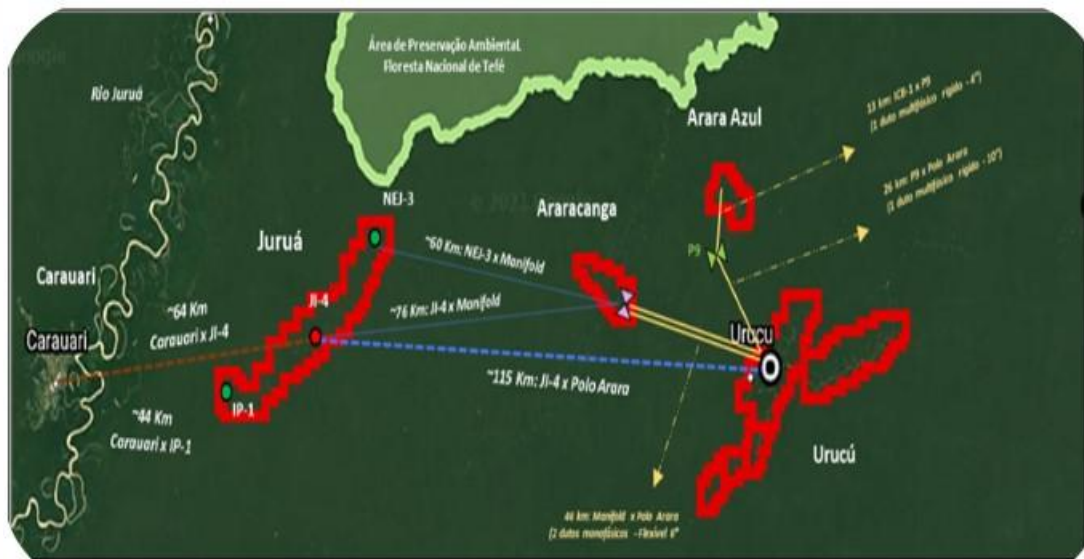 Área de Preservação Ambiental,
Floresta Nacional de Tefé
Rio Juruá
Arara Azul
13 km: ICB-1 x P9
(1 duto multifásico rígido - 4")
26 km: P9 x Polo Arara
(1 duto multifásico rígido - 10")
NEJ-3
Araracanga
Juruá
P9
~60 Km: NEJ-3 x Manifold
Carauari
JI-4
~76 Km: JI-4 x Manifold
~64 Km
Carauari x JI-4
Carauari
Urucu
~115 Km: JI-4 x Polo Arara
IP-1
~44 Km
Carauari x IP-1
Urucú
44 km: Manifold x Polo Arara
(2 dutos monofásicos - Flexível 6"